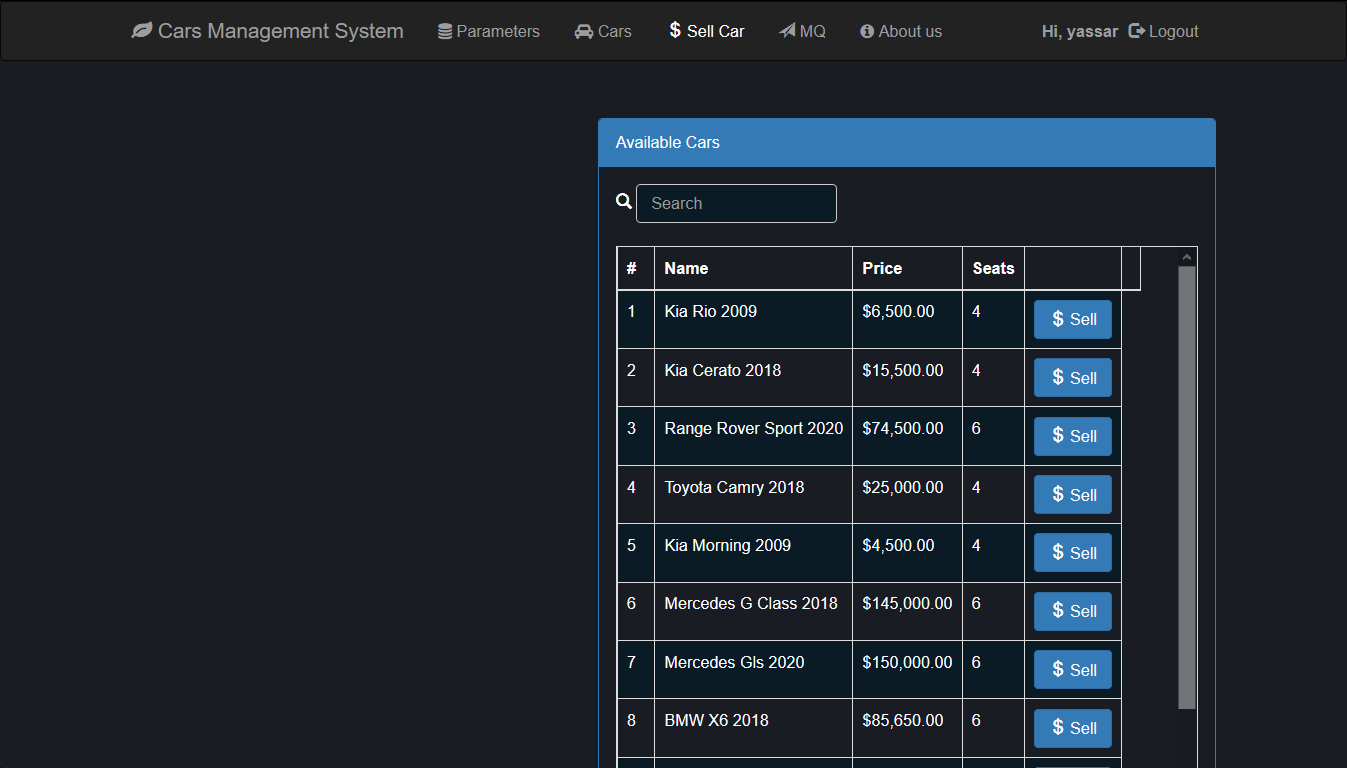 Cars Management System Parameters Cars $ Sell Car MQ About us Hi, yassar Logout
Available Cars
Search
# Name Price Seats
1 Kia Rio 2009 $6,500.00 4 $ Sell
2 Kia Cerato 2018 $15,500.00 4 $ Sell
3 Range Rover Sport 2020 $74,500.00 6 $ Sell
4 Toyota Camry 2018 $25,000.00 4 $ Sell
5 Kia Morning 2009 $4,500.00 4 $ Sell
6 Mercedes G Class 2018 $145,000.00 6 $ Sell
7 Mercedes Gls 2020 $150,000.00 6 $ Sell
8 BMW X6 2018 $85,650.00 6 $ Sell